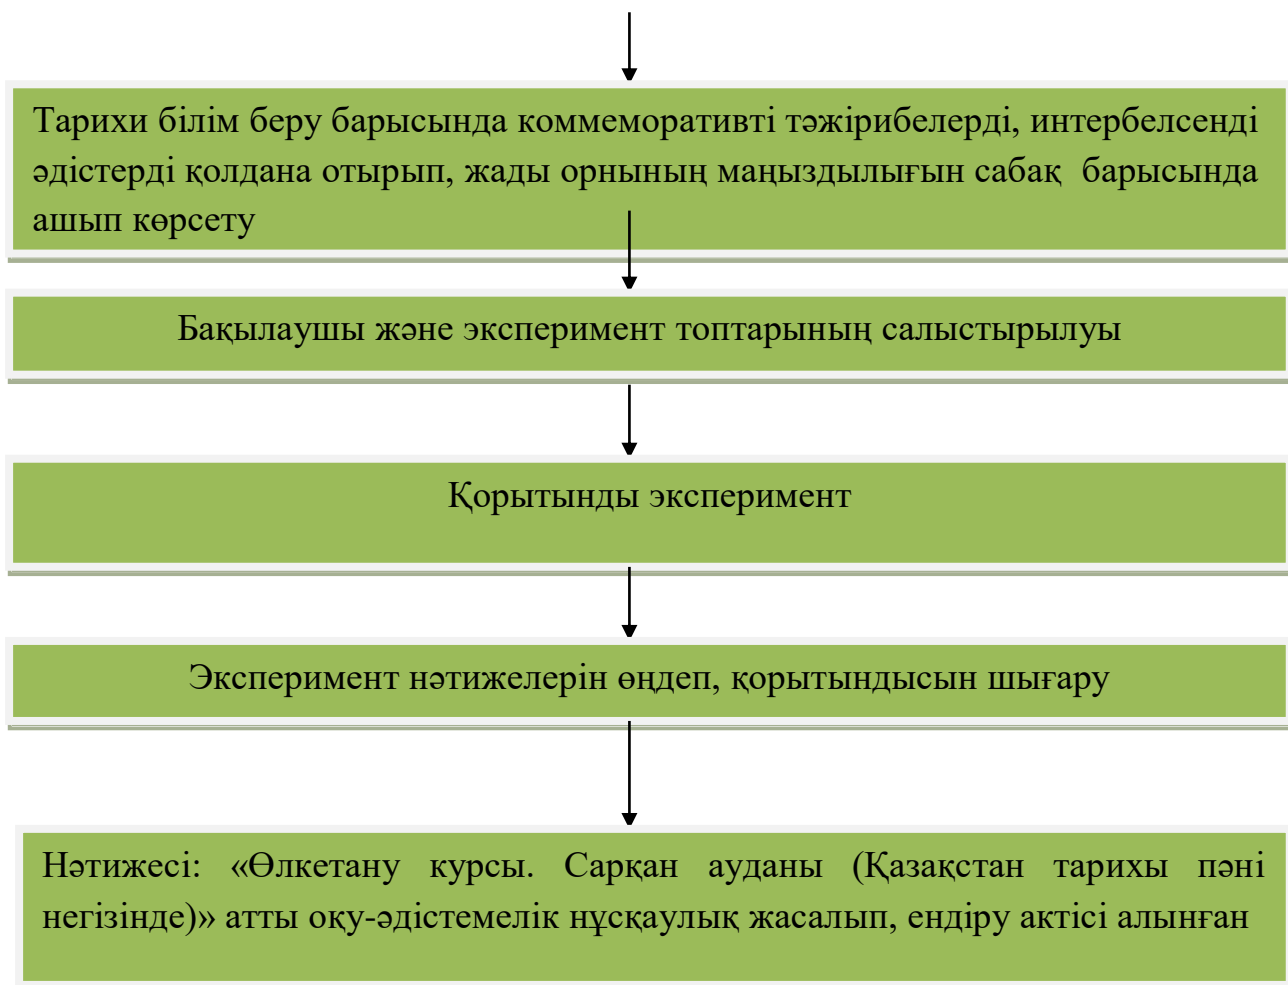 Тарихи білім беру барысында коммеморативті тәжірибелерді, интербелсенді
әдістерді қолдана отырып, жады орнының маңыздылығын сабақ барысында
ашып көрсету
Бақылаушы және эксперимент топтарының салыстырылуы
Қорытынды эксперимент
Эксперимент нәтижелерін өңдеп, қорытындысын шығару
Нәтижесі: «Өлкетану курсы. Сарқан ауданы (Қазақстан тарихы пәні
негізінде)» атты оқу-әдістемелік нұсқаулық жасалып, ендіру актісі алынған